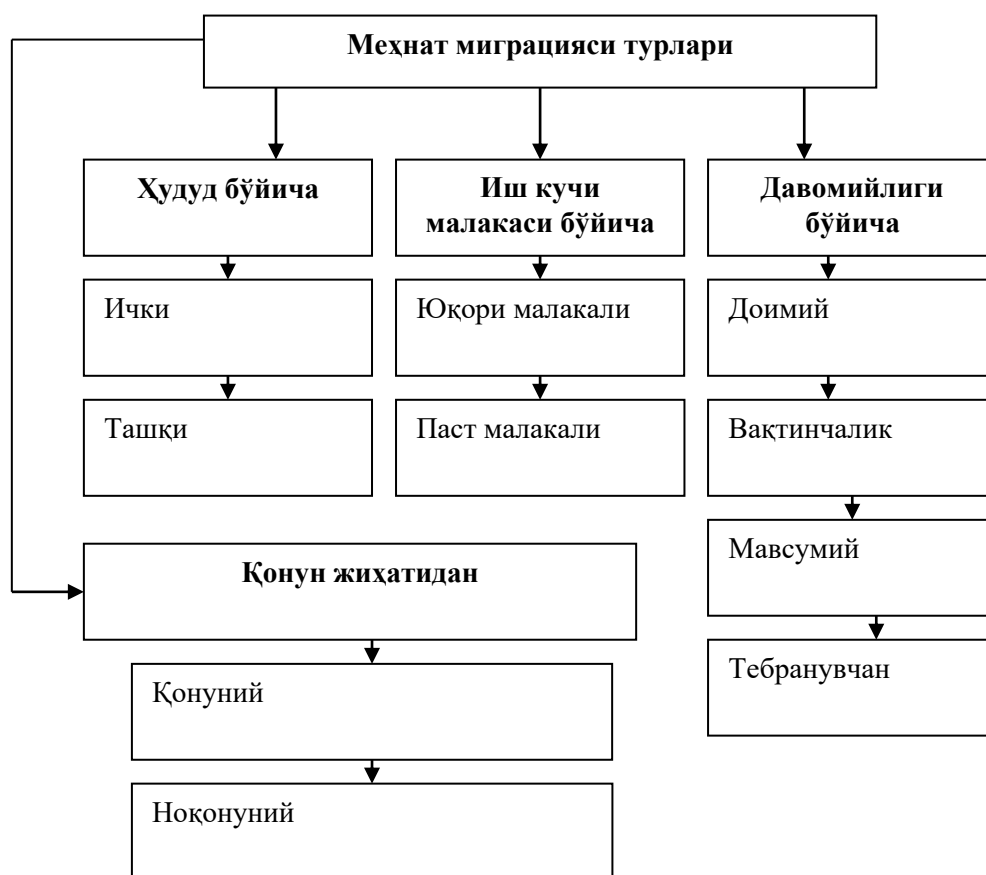 Меҳнат миграцияси турлари
Ҳудуд бўйича
Иш кучи
малакаси бўйича
Давомийлиги
бўйича
Ички
Юқори малакали
Доимий
Ташқи
Паст малакали
Вақтинчалик
Мавсумий
Қонун жиҳатидан
Тебранувчан
Қонуний
Ноқонуний